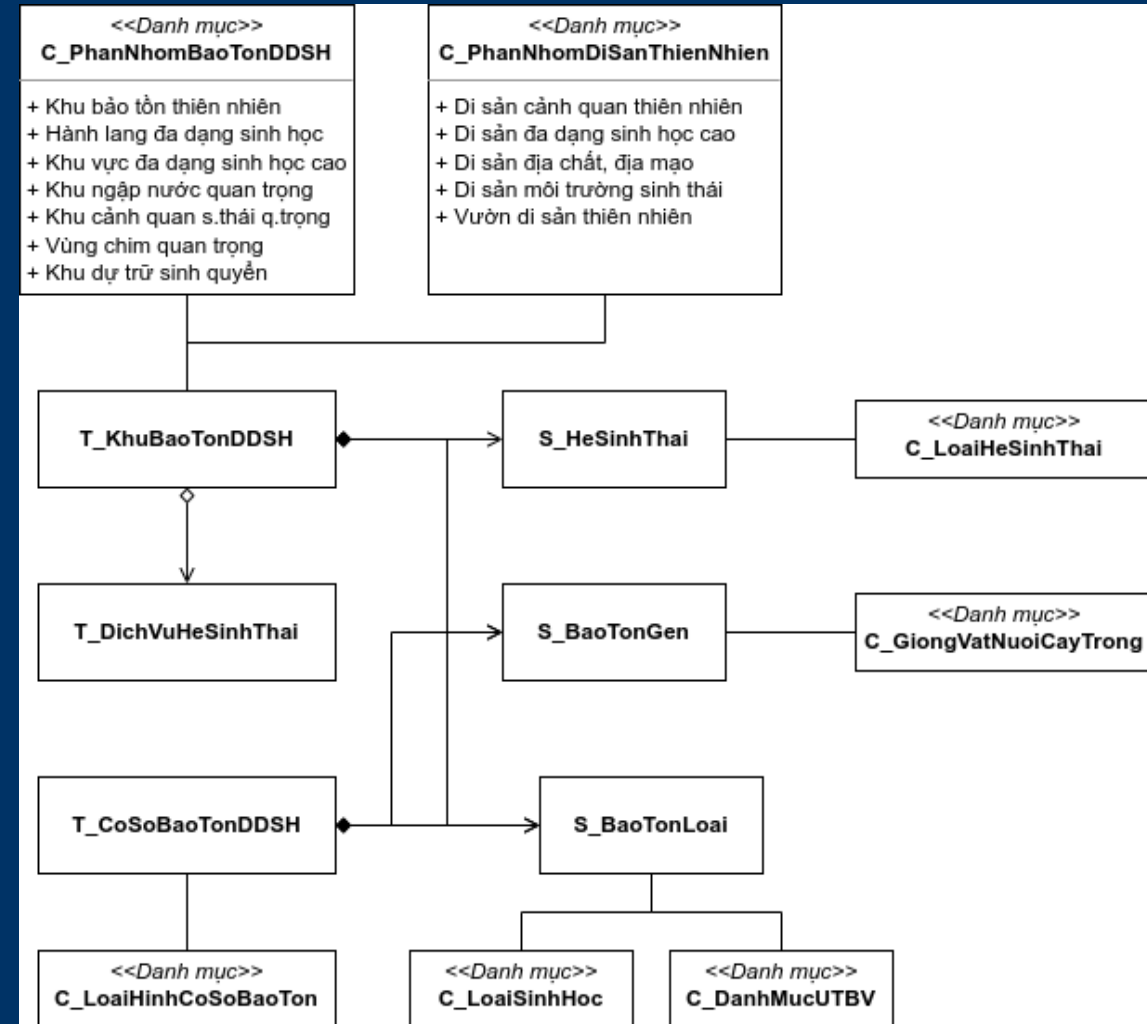 <<Danh mục>>
C_PhanNhomBaoTonDDSH
+ Khu bảo tồn thiên nhiên
+ Hành lang đa dạng sinh học
+ Khu vực đa dạng sinh học cao
+ Khu ngập nước quan trọng
+ Khu cảnh quan s.thái q.trọng
+ Vùng chim quan trọng
+ Khu dự trữ sinh quyển
<<Danh mục>>
C_PhanNhomDiSanThienNhien
+ Di sản cảnh quan thiên nhiên
+ Di sản đa dạng sinh học cao
+ Di sản địa chất, địa mạo
+ Di sản môi trường sinh thái
+ Vườn di sản thiên nhiên
T_KhuBaoTonDDSH
S_HeSinhThai
<<Danh mục>>
C_LoaiHeSinhThai
T_DichVuHeSinhThai
S_BaoTonGen
<<Danh mục>>
C_GiongVatNuoiCayTrong
T_CoSoBaoTonDDSH
S_BaoTonLoai
<<Danh mục>>
C_LoaiHinhCoSoBaoTon
<<Danh mục>>
C_LoaiSinhHoc
<<Danh mục>>
C_DanhMucUTBV